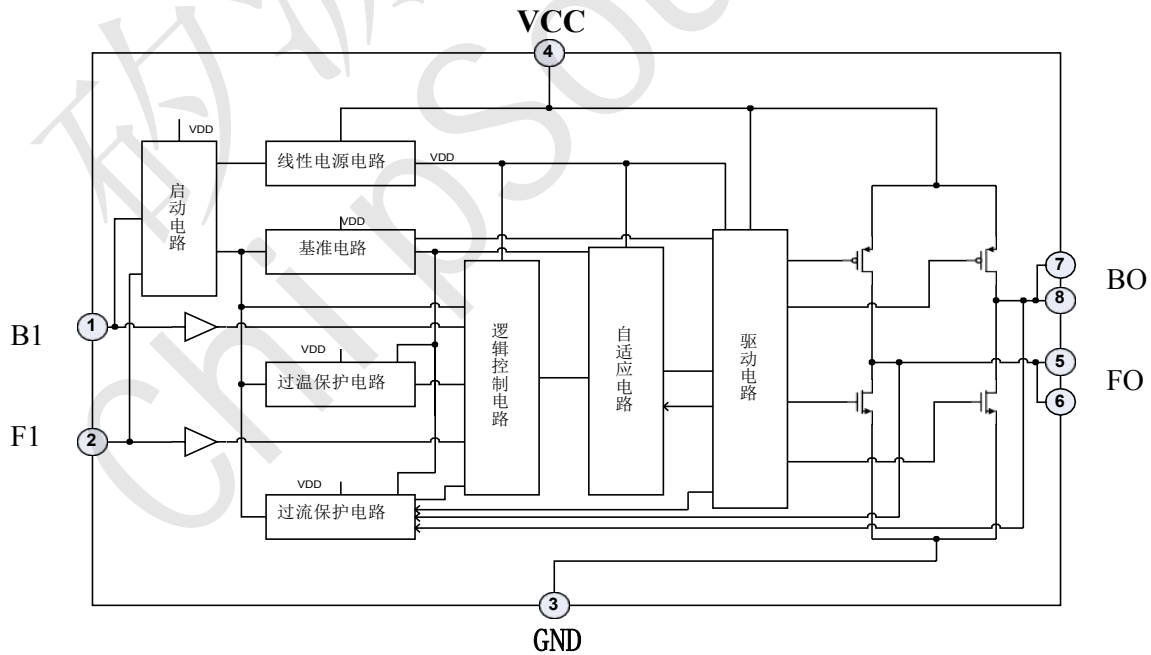 VCC
4
VDD
线性电源电路
VDD
启动电路
VDD
基准电路
7
BO
8
1
B1
逻辑控制电路
自适应电路
驱动电路
VDD
过温保护电路
5
FO
6
2
F1
VDD
过流保护电路
3
GND
ChipSou